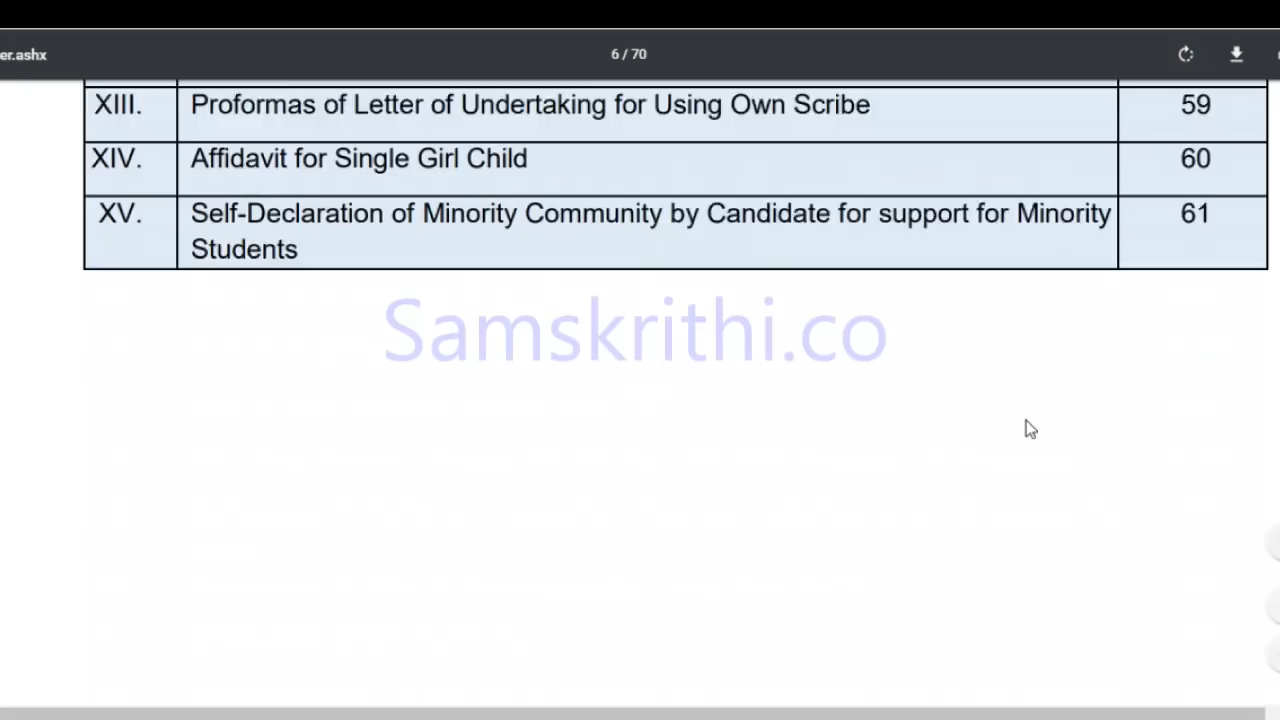 er.ashx 6 / 70
XIII. Proformas of Letter of Undertaking for Using Own Scribe 59
XIV. Affidavit for Single Girl Child 60
XV. Self-Declaration of Minority Community by Candidate for support for Minority 61
Students
Samskrithi.co